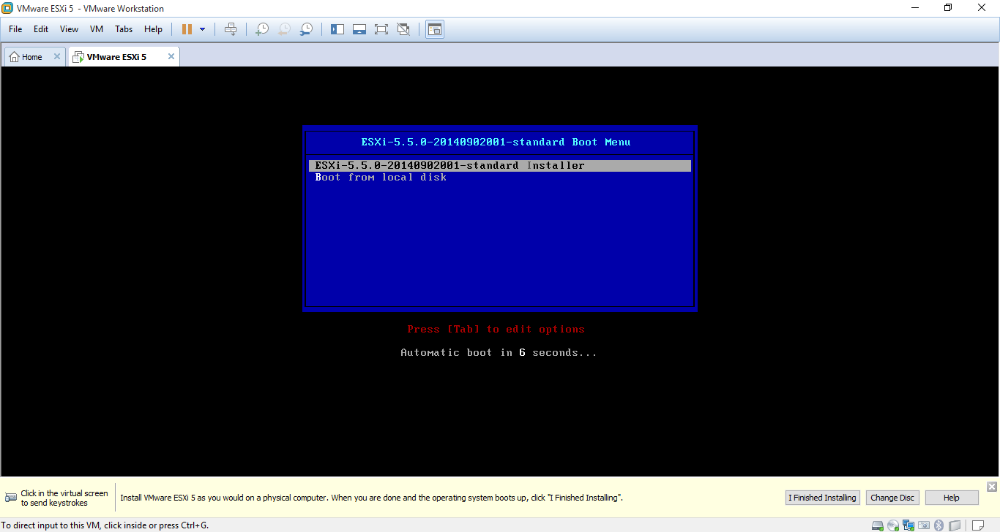 VMware ESXi 5 - VMware Workstation
File Edit View VM Tabs Help
Home VMware ESXi 5
ESXi-5.5.0-20140902001-standard Boot Menu
ESXi-5.5.0-20140902001-standard Installer
Boot from local disk
Press [Tab] to edit options
Automatic boot in 6 seconds...
Click in the virtual screen
to send keystrokes
Install VMware ESXi 5 as you would on a physical computer. When you are done and the operating system boots up, click "I Finished Installing".
I Finished Installing Change Disc Help
To direct input to this VM, click inside or press Ctrl+G.